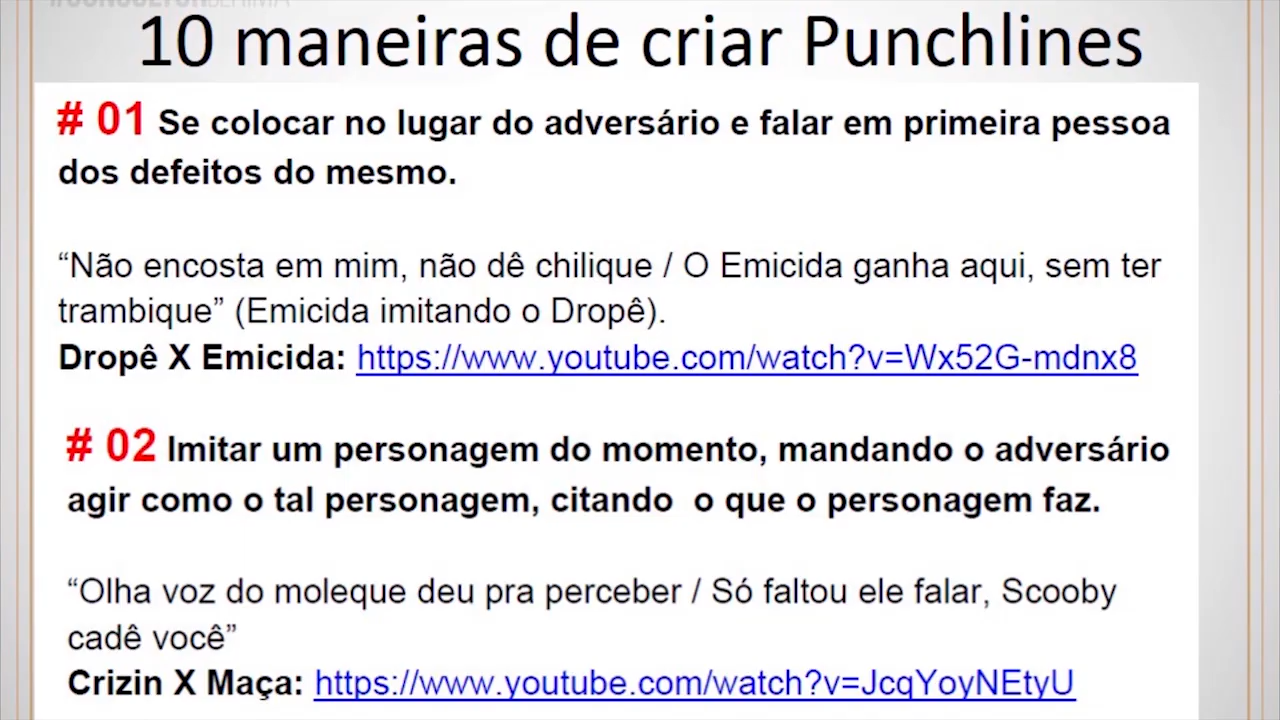 10 maneiras de criar Punchlines
# 01 Se colocar no lugar do adversário e falar em primeira pessoa
dos defeitos do mesmo.
“Não encosta em mim, não dê chilique / O Emicida ganha aqui, sem ter
trambique” (Emicida imitando o Dropê).
Dropê X Emicida: https://www.youtube.com/watch?v=Wx52G-mdnx8
# 02 Imitar um personagem do momento, mandando o adversário
agir como o tal personagem, citando  o que o personagem faz.
“Olha voz do moleque deu pra perceber / Só faltou ele falar, Scooby
cadê você”
Crizin X Maça: https://www.youtube.com/watch?v=JcqYoyNEtyU